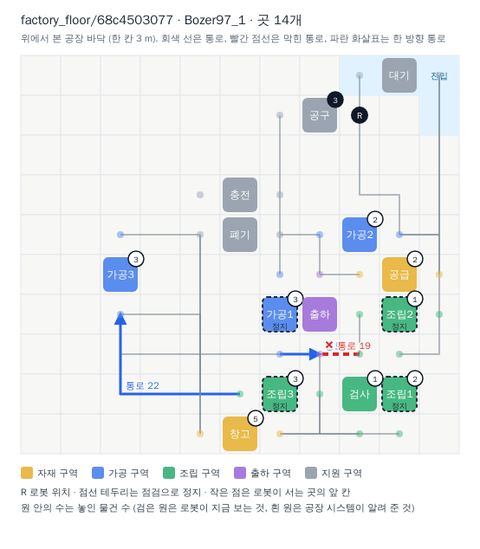 factory_floor/68c4503077 · Bozer97_1 · 곳 14개
위에서 본 공장 바닥 (한 칸 3 m). 회색 선은 통로, 빨간 점선은 막힌 통로, 파란 화살표는 한 방향 통로
대기
전립
3
공구
R
충전
2
폐기
가공2
3
2
가공3
공급
3
1
가공1
정지
출하
조립2
정지
✕ 통로 19
통로 22
3
1
2
조립3
정지
검사
조립1
정지
5
창고
자재 구역 가공 구역 조립 구역 출하 구역 지원 구역
R 로봇 위치 · 점선 테두리는 점검으로 정지 · 작은 점은 로봇이 서는 곳의 앞 칸
원 안의 수는 놓인 물건 수 (검은 원은 로봇이 지금 보는 것, 흰 원은 공장 시스템이 알려 준 것)